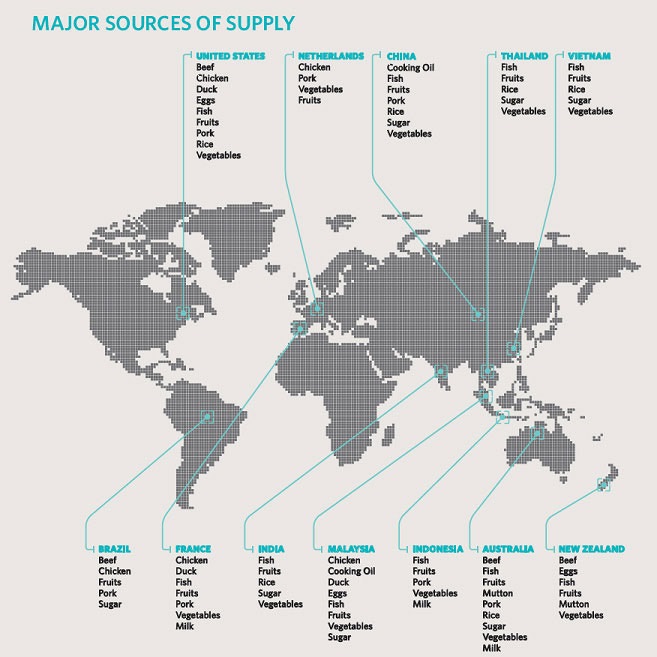 MAJOR SOURCES OF SUPPLY
UNITED STATES
Beef
Chicken
Duck
Eggs
Fish
Fruits
Pork
Rice
Vegetables
NETHERLANDS
Chicken
Pork
Vegetables
Fruits
CHINA
Cooking Oil
Fish
Fruits
Pork
Rice
Sugar
Vegetables
THAILAND
Fish
Fruits
Rice
Sugar
Vegetables
VIETNAM
Fish
Fruits
Rice
Sugar
Vegetables
BRAZIL
Beef
Chicken
Fruits
Pork
Sugar
FRANCE
Chicken
Duck
Fish
Fruits
Pork
Vegetables
Milk
INDIA
Fish
Fruits
Rice
Sugar
Vegetables
MALAYSIA
Chicken
Cooking Oil
Duck
Eggs
Fish
Fruits
Vegetables
Sugar
INDONESIA
Fish
Fruits
Pork
Vegetables
Milk
AUSTRALIA
Beef
Fish
Fruits
Mutton
Pork
Rice
Sugar
Vegetables
Milk
NEW ZEALAND
Beef
Eggs
Fish
Fruits
Mutton
Vegetables